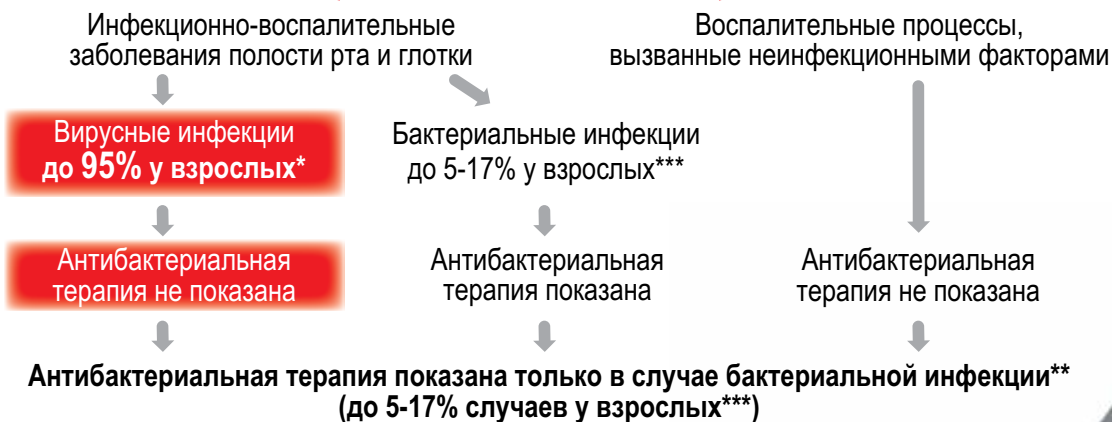 Инфекционно-воспалительные
заболевания полости рта и глотки
Воспалительные процессы,
вызванные неинфекционными факторами
Вирусные инфекции
до 95% у взрослых*
Бактериальные инфекции
до 5-17% у взрослых***
Антибактериальная
терапия не показана
Антибактериальная
терапия показана
Антибактериальная
терапия не показана
Антибактериальная терапия показана только в случае бактериальной инфекции**
(до 5-17% случаев у взрослых***)